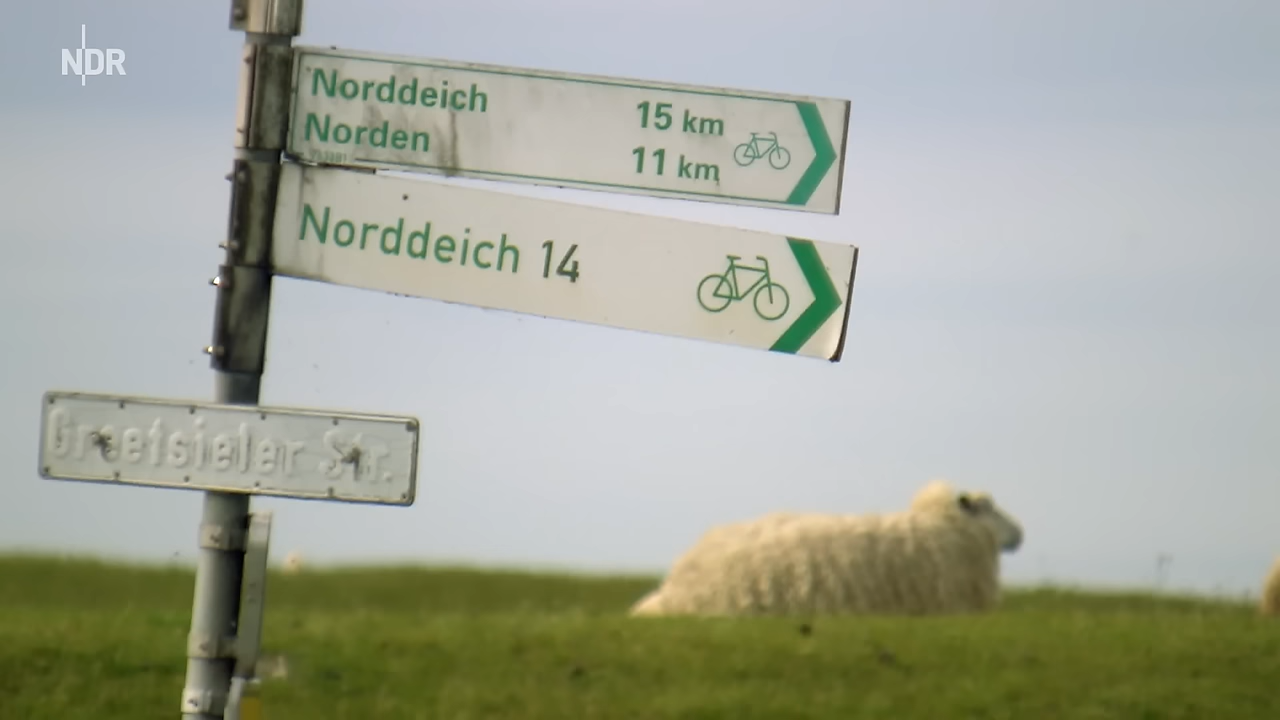 NDR
Norddeich 15 km
Norden 11 km
Norddeich 14
Greetsieler Str.